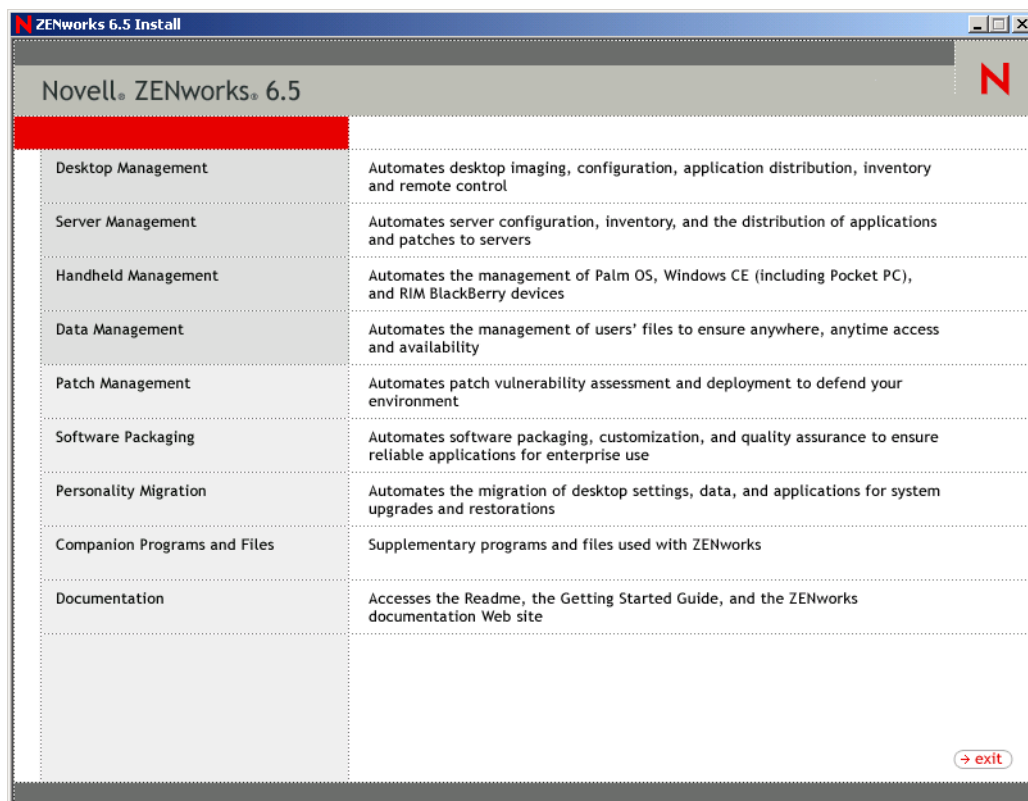 ZENworks 6.5 Install
Novell® ZENworks® 6.5
N
Desktop Management
Automates desktop imaging, configuration, application distribution, inventory
and remote control
Server Management
Automates server configuration, inventory, and the distribution of applications
and patches to servers
Handheld Management
Automates the management of Palm OS, Windows CE (including Pocket PC),
and RIM BlackBerry devices
Data Management
Automates the management of users’ files to ensure anywhere, anytime access
and availability
Patch Management
Automates patch vulnerability assessment and deployment to defend your
environment
Software Packaging
Automates software packaging, customization, and quality assurance to ensure
reliable applications for enterprise use
Personality Migration
Automates the migration of desktop settings, data, and applications for system
upgrades and restorations
Companion Programs and Files
Supplementary programs and files used with ZENworks
Documentation
Accesses the Readme, the Getting Started Guide, and the ZENworks
documentation Web site
→ exit